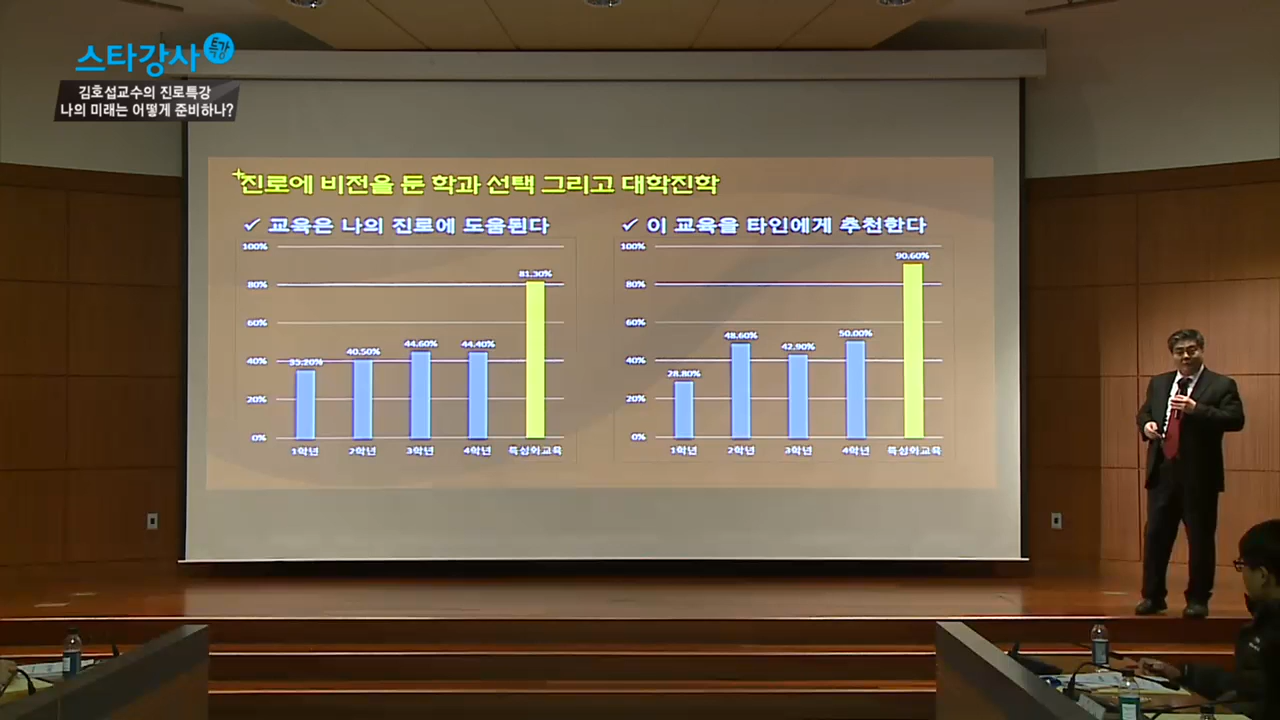 스타강사 특강
김호섭교수의 진로특강
나의 미래는 어떻게 준비하나?
진로에 비전을 둔 학과 선택 그리고 대학진학
✓ 교육은 나의 진로에 도움된다
100%
80%
60%
40%
20%
0%
35.20%
40.50%
44.60%
44.40%
81.30%
1학년
2학년
3학년
4학년
특성화교육
✓ 이 교육을 타인에게 추천한다
100%
80%
60%
40%
20%
0%
28.80%
48.60%
42.90%
50.00%
90.60%
1학년
2학년
3학년
4학년
특성화교육